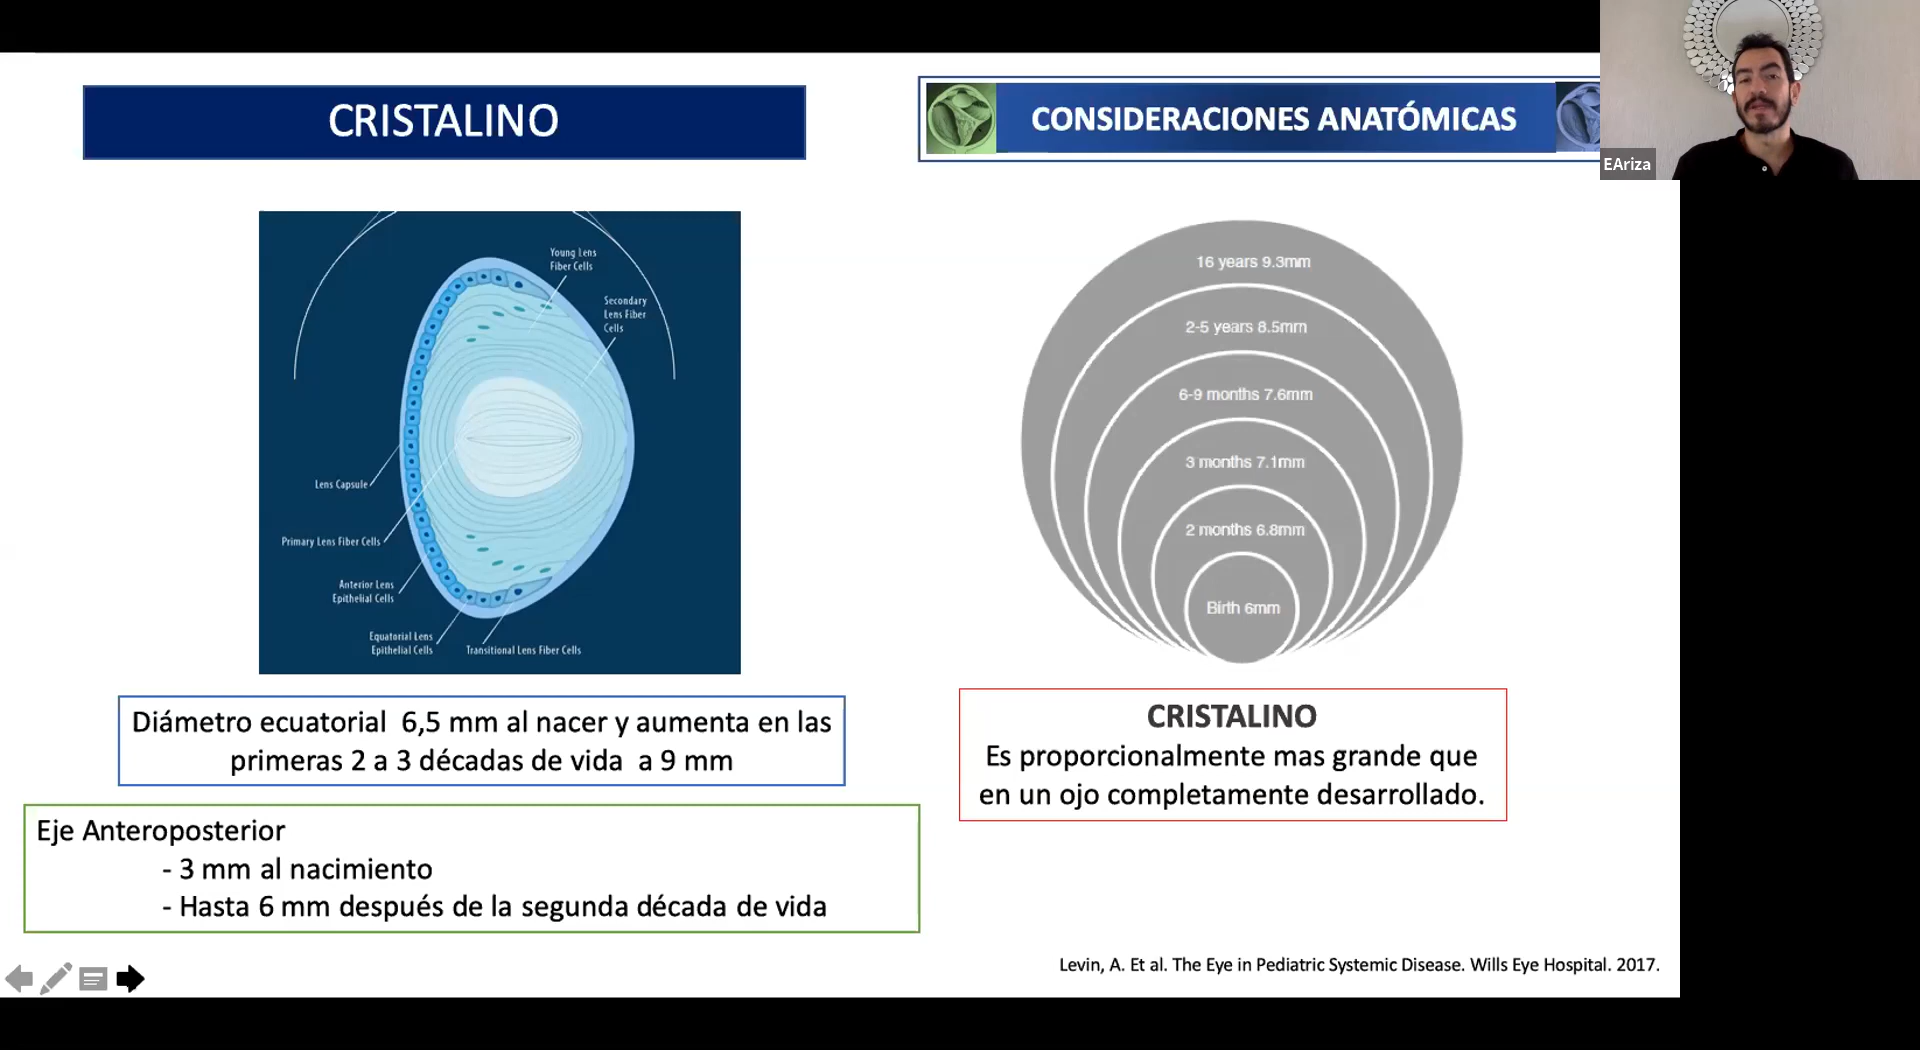 CRISTALINO
CONSIDERACIONES ANATÓMICAS
EAriza
Young Lens
Fiber Cells
Secondary
Lens Fiber
Cells
Lens Capsule
Primary Lens Fiber Cells
Anterior Lens
Epithelial Cells
Equatorial Lens
Epithelial Cells
Transitional Lens Fiber Cells
16 years 9.3mm
2-5 years 8.5mm
6-9 months 7.6mm
3 months 7.1mm
2 months 6.8mm
Birth 6mm
Diámetro ecuatorial 6,5 mm al nacer y aumenta en las
primeras 2 a 3 décadas de vida a 9 mm
CRISTALINO
Es proporcionalmente mas grande que
en un ojo completamente desarrollado.
Eje Anteroposterior
- 3 mm al nacimiento
- Hasta 6 mm después de la segunda década de vida
Levin, A. Et al. The Eye in Pediatric Systemic Disease. Wills Eye Hospital. 2017.